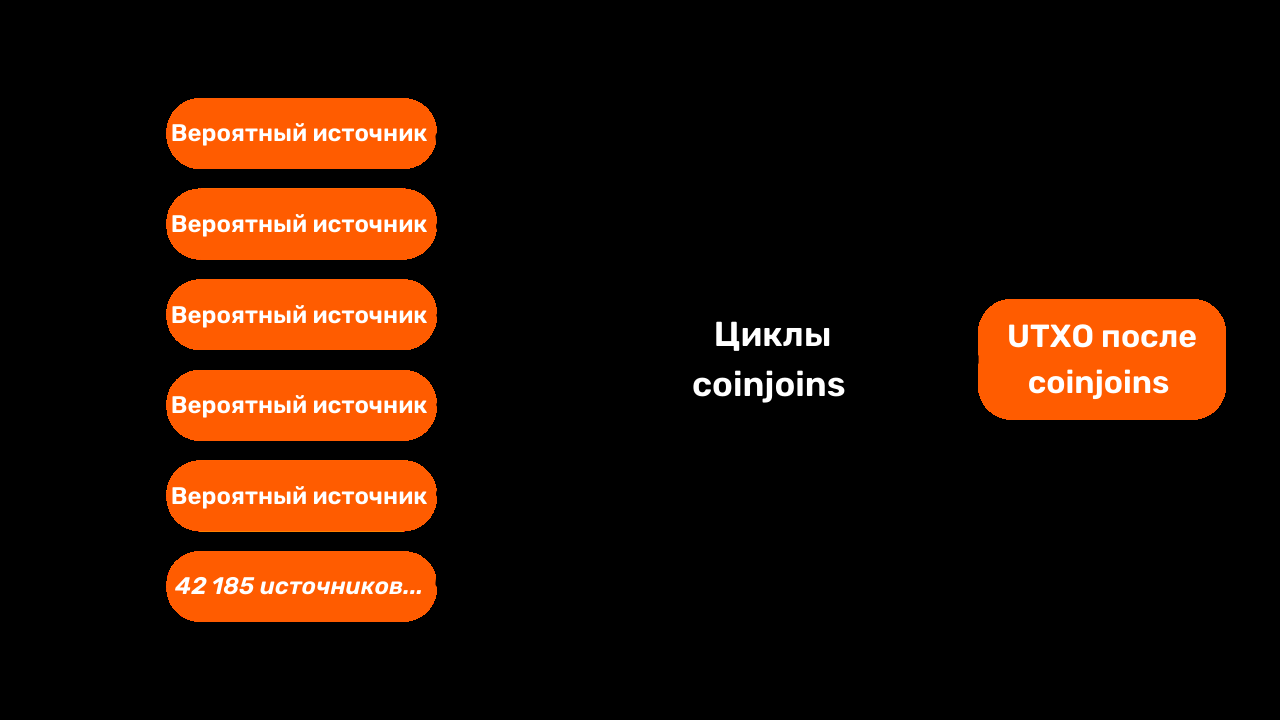 Вероятный источник
Вероятный источник
Вероятный источник
Вероятный источник
Вероятный источник
42 185 источников...
Циклы
coinjoins
UTXO после
coinjoins